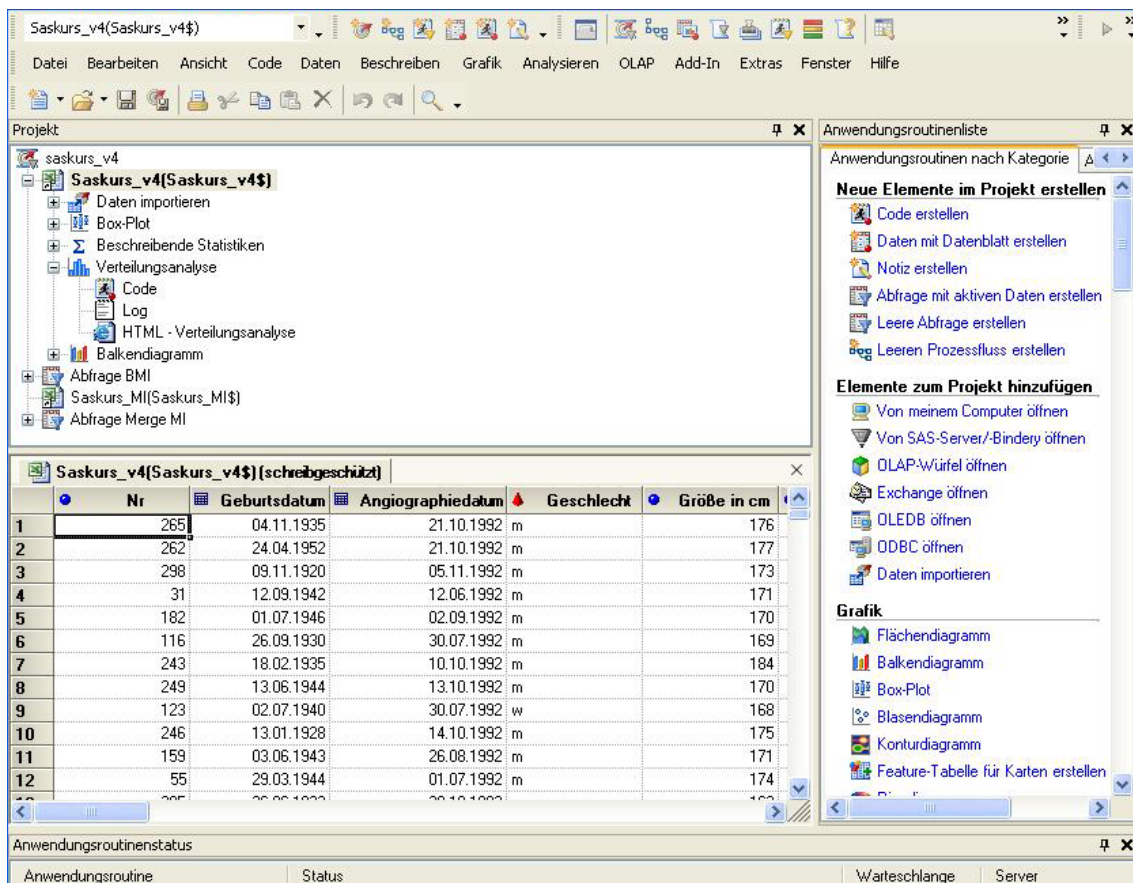 Saskurs_v4(Saskurs_v4$)
Datei Bearbeiten Ansicht Code Daten Beschreiben Grafik Analysieren OLAP Add-In Extras Fenster Hilfe
Projekt
saskurs_v4
Saskurs_v4(Saskurs_v4$)
Daten importieren
Box-Plot
Beschreibende Statistiken
Verteilungsanalyse
Code
Log
HTML - Verteilungsanalyse
Balkendiagramm
Abfrage BMI
Saskurs_MI(Saskurs_MI$)
Abfrage Merge MI
Saskurs_v4(Saskurs_v4$) (schreibgeschützt)
Nr Geburtsdatum Angiographiedatum Geschlecht Größe in cm
1 265 04.11.1935 21.10.1992 m 176
2 262 24.04.1952 21.10.1992 m 177
3 298 09.11.1920 05.11.1992 m 173
4 31 12.09.1942 12.06.1992 m 171
5 182 01.07.1946 02.09.1992 m 170
6 116 26.09.1930 30.07.1992 m 169
7 243 18.02.1935 10.10.1992 m 184
8 249 13.06.1944 13.10.1992 m 170
9 123 02.07.1940 30.07.1992 w 168
10 246 13.01.1928 14.10.1992 m 175
11 159 03.06.1943 26.08.1992 m 171
12 55 29.03.1944 01.07.1992 m 174
Anwendungsroutinenliste
Anwendungsroutinen nach Kategorie
Neue Elemente im Projekt erstellen
Code erstellen
Daten mit Datenblatt erstellen
Notiz erstellen
Abfrage mit aktiven Daten erstellen
Leere Abfrage erstellen
Leeren Prozessfluss erstellen
Elemente zum Projekt hinzufügen
Von meinem Computer öffnen
Von SAS-Server/-Bindery öffnen
OLAP-Würfel öffnen
Exchange öffnen
OLEDB öffnen
ODBC öffnen
Daten importieren
Grafik
Flächendiagramm
Balkendiagramm
Box-Plot
Blasendiagramm
Konturdiagramm
Feature-Tabelle für Karten erstellen
Anwendungsroutinenstatus
Anwendungsroutine Status Warteschlange Server